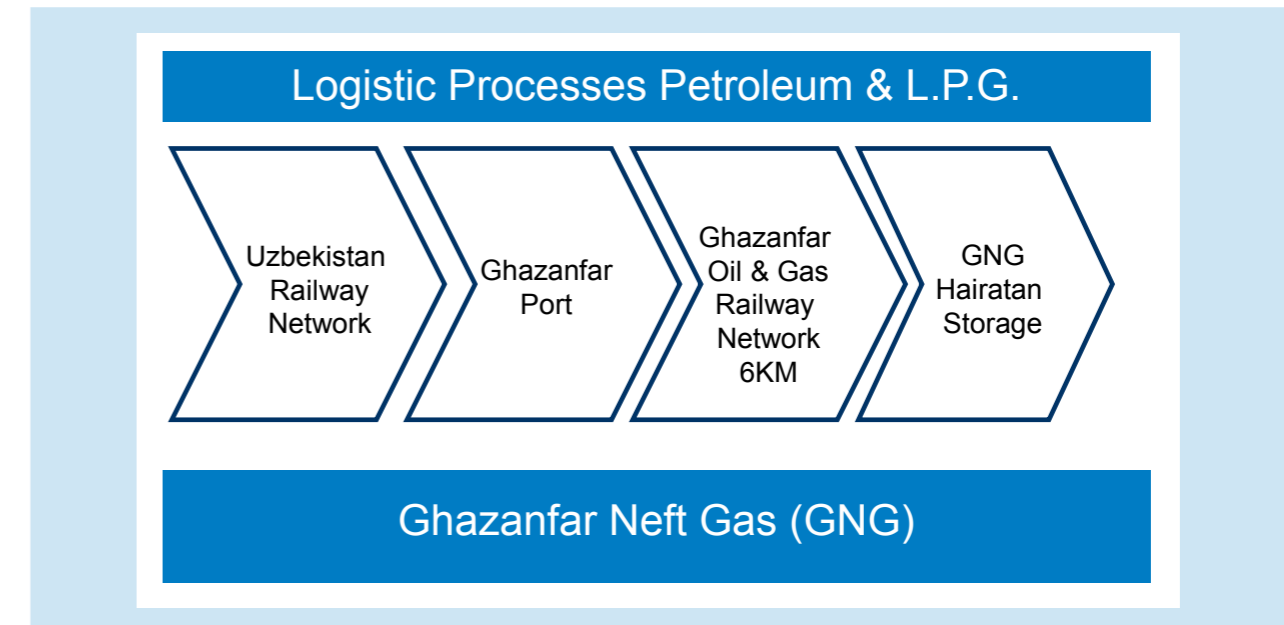 Logistic Processes Petroleum & L.P.G.
Uzbekistan
Railway
Network
Ghazanfar
Port
Ghazanfar
Oil & Gas
Railway
Network
6KM
GNG
Hairatan
Storage
Ghazanfar Neft Gas (GNG)